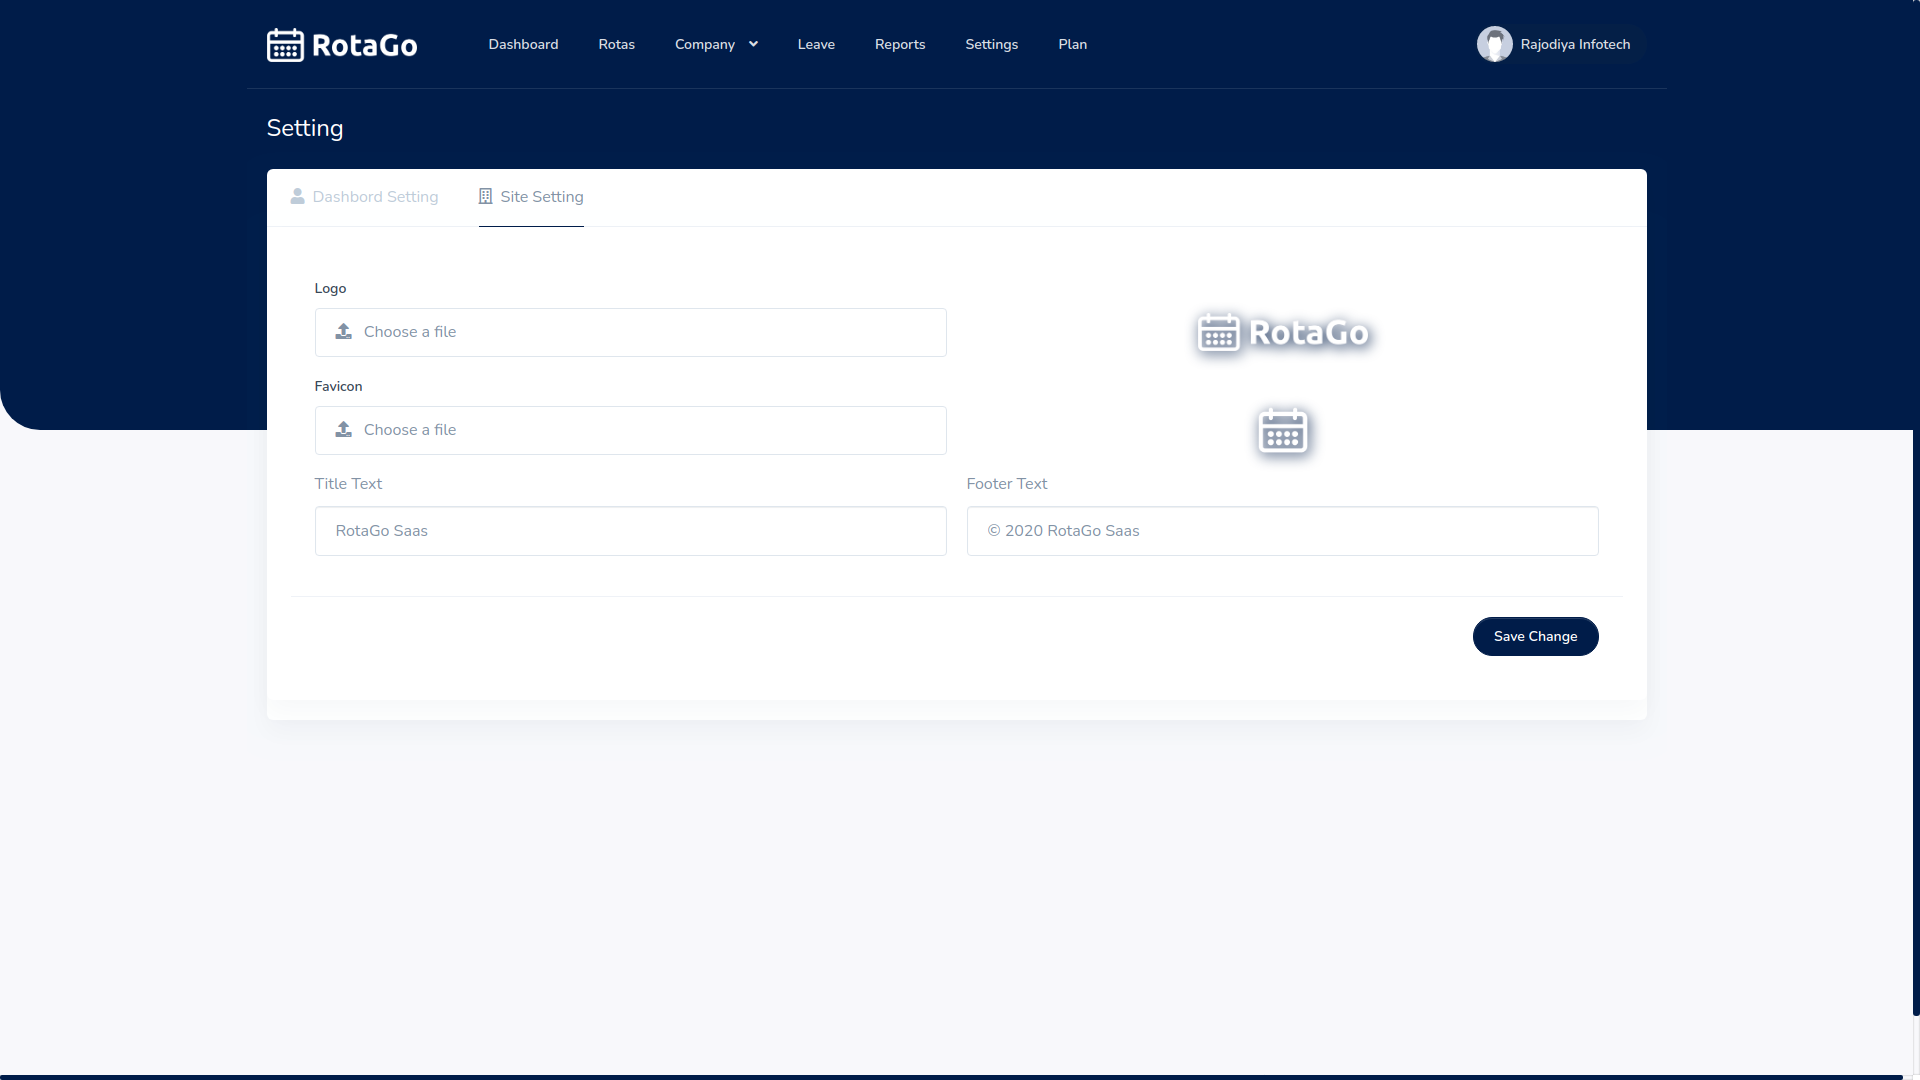 RotaGo Dashboard Rotas Company Leave Reports Settings Plan Rajodiya Infotech
Setting
Dashbord Setting Site Setting
Logo
Choose a file
RotaGo
Favicon
Choose a file
Title Text Footer Text
RotaGo Saas © 2020 RotaGo Saas
Save Change